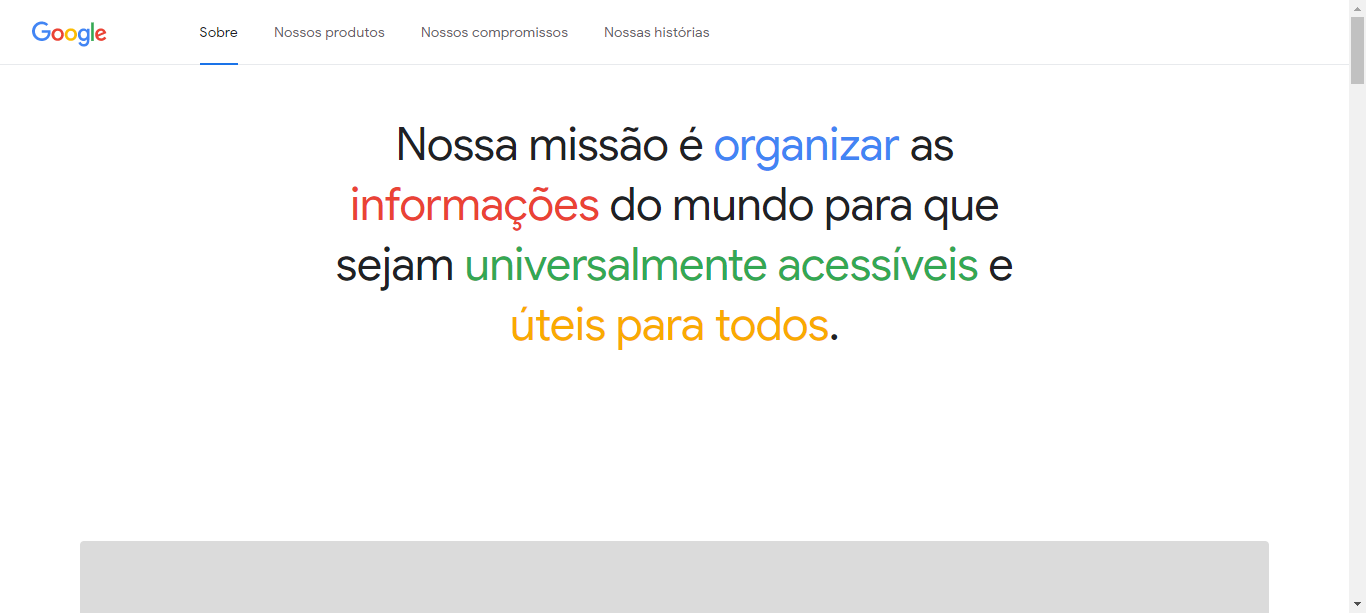 Google
Sobre
Nossos produtos
Nossos compromissos
Nossas histórias
Nossa missão é organizar as
informações do mundo para que
sejam universalmente acessíveis e
úteis para todos.